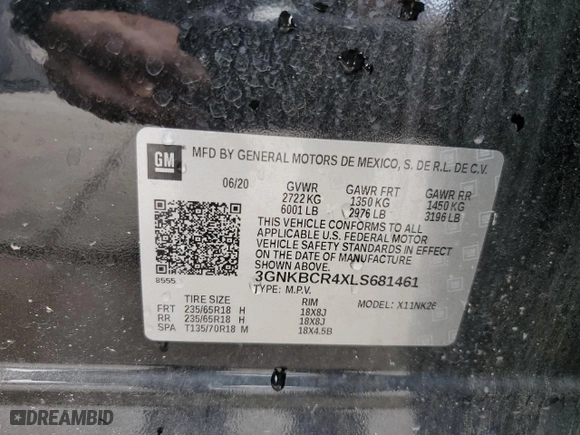 GM
MFD BY GENERAL MOTORS DE MEXICO, S. DE R.L. DE C.V.
06/20 GVWR GAWR FRT GAWR RR
2722 KG 1350 KG 1450 KG
6001 LB 2976 LB 3196 LB
THIS VEHICLE CONFORMS TO ALL
APPLICABLE U.S. FEDERAL MOTOR
VEHICLE SAFETY STANDARDS IN EFFECT
ON THE DATE OF MANUFACTURE
SHOWN ABOVE.
8555
3GNKBCR4XLS681461
TYPE: M.P.V.
TIRE SIZE RIM MODEL: X11NK26
FRT 235/65R18 H 18X8J
RR 235/65R18 H 18X8J
SPA T135/70R18 M 18X4.5B
DREAMBID